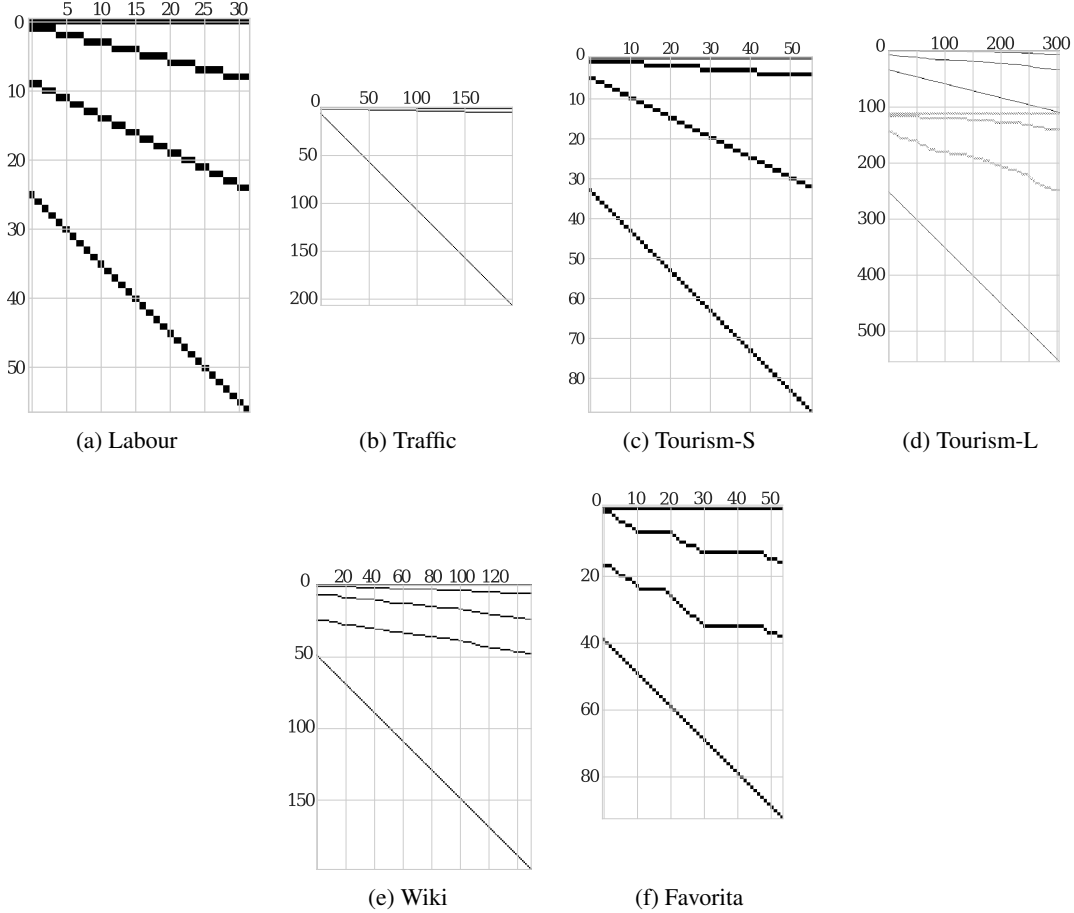 0 5 10 15 20 25 30
10
20
30
40
50
(a) Labour
0 50 100 150
50
100
150
200
(b) Traffic
0 10 20 30 40 50
10
20
30
40
50
60
70
80
(c) Tourism-S
0 100 200 300
100
200
300
400
500
(d) Tourism-L
0 20 40 60 80 100 120
50
100
150
(e) Wiki
0 10 20 30 40 50
20
40
60
80
(f) Favorita